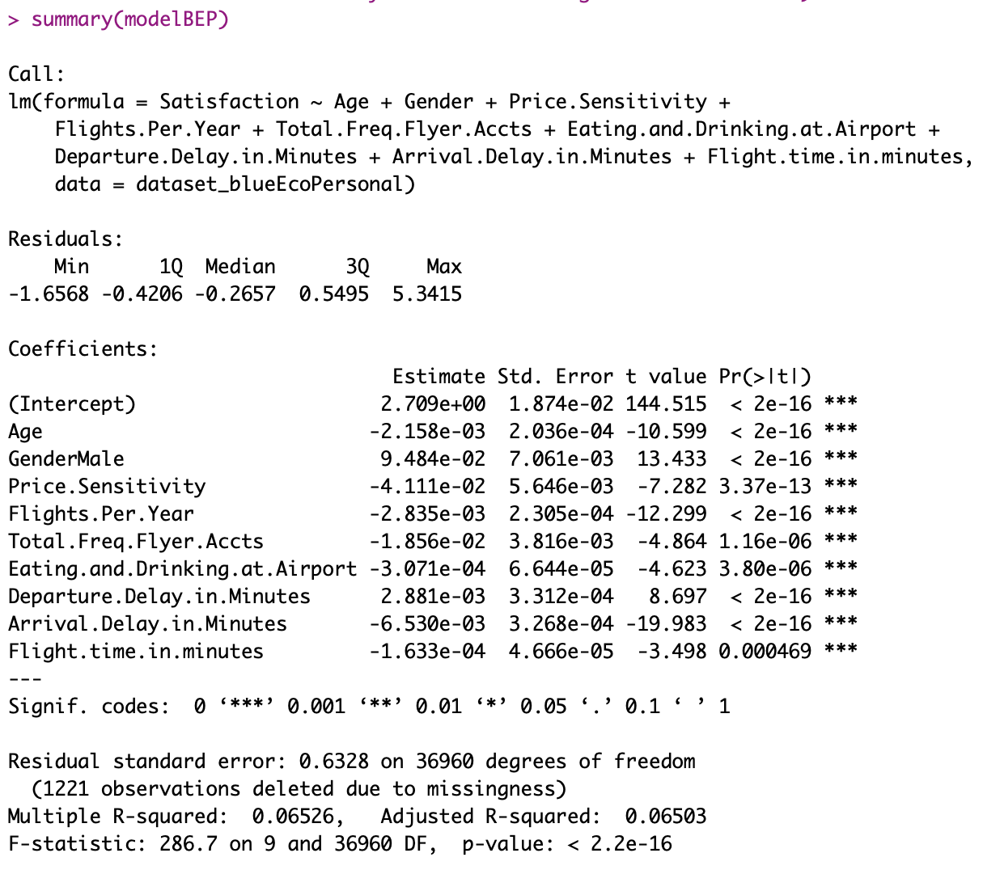 > summary(modelBEP)
Call:
lm(formula = Satisfaction ~ Age + Gender + Price.Sensitivity +
    Flights.Per.Year + Total.Freq.Flyer.Accts + Eating.and.Drinking.at.Airport +
    Departure.Delay.in.Minutes + Arrival.Delay.in.Minutes + Flight.time.in.minutes,
    data = dataset_blueEcoPersonal)
Residuals:
    Min      1Q  Median      3Q     Max
-1.6568 -0.4206 -0.2657  0.5495  5.3415
Coefficients:
                                 Estimate Std. Error t value Pr(>|t|)
(Intercept)                     2.709e+00  1.874e-02 144.515  < 2e-16 ***
Age                            -2.158e-03  2.036e-04 -10.599  < 2e-16 ***
GenderMale                      9.484e-02  7.061e-03  13.433  < 2e-16 ***
Price.Sensitivity              -4.111e-02  5.646e-03  -7.282 3.37e-13 ***
Flights.Per.Year               -2.835e-03  2.305e-04 -12.299  < 2e-16 ***
Total.Freq.Flyer.Accts         -1.856e-02  3.816e-03  -4.864 1.16e-06 ***
Eating.and.Drinking.at.Airport -3.071e-04  6.644e-05  -4.623 3.80e-06 ***
Departure.Delay.in.Minutes      2.881e-03  3.312e-04   8.697  < 2e-16 ***
Arrival.Delay.in.Minutes       -6.530e-03  3.268e-04 -19.983  < 2e-16 ***
Flight.time.in.minutes         -1.633e-04  4.666e-05  -3.498 0.000469 ***
---
Signif. codes:  0 ‘***’ 0.001 ‘**’ 0.01 ‘*’ 0.05 ‘.’ 0.1 ‘ ’ 1
Residual standard error: 0.6328 on 36960 degrees of freedom
  (1221 observations deleted due to missingness)
Multiple R-squared:  0.06526,	Adjusted R-squared:  0.06503
F-statistic: 286.7 on 9 and 36960 DF,  p-value: < 2.2e-16